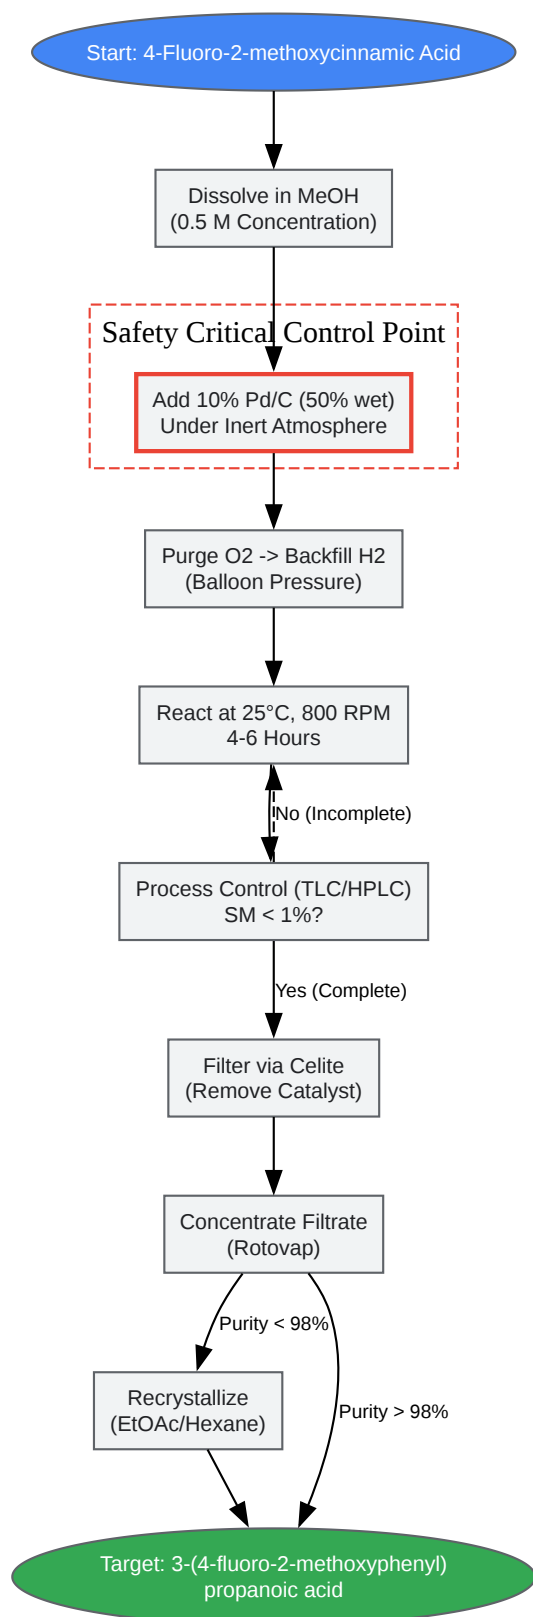 Start: 4-Fluoro-2-methoxycinnamic Acid
Dissolve in MeOH
(0.5 M Concentration)
Safety Critical Control Point
Add 10% Pd/C (50% wet)
Under Inert Atmosphere
Purge O2 -> Backfill H2
(Balloon Pressure)
React at 25°C, 800 RPM
4-6 Hours
No (Incomplete)
Process Control (TLC/HPLC)
SM < 1%?
Yes (Complete)
Filter via Celite
(Remove Catalyst)
Concentrate Filtrate
(Rotovap)
Purity < 98%
Recrystallize
(EtOAc/Hexane)
Purity > 98%
Target: 3-(4-fluoro-2-methoxyphenyl)
propanoic acid